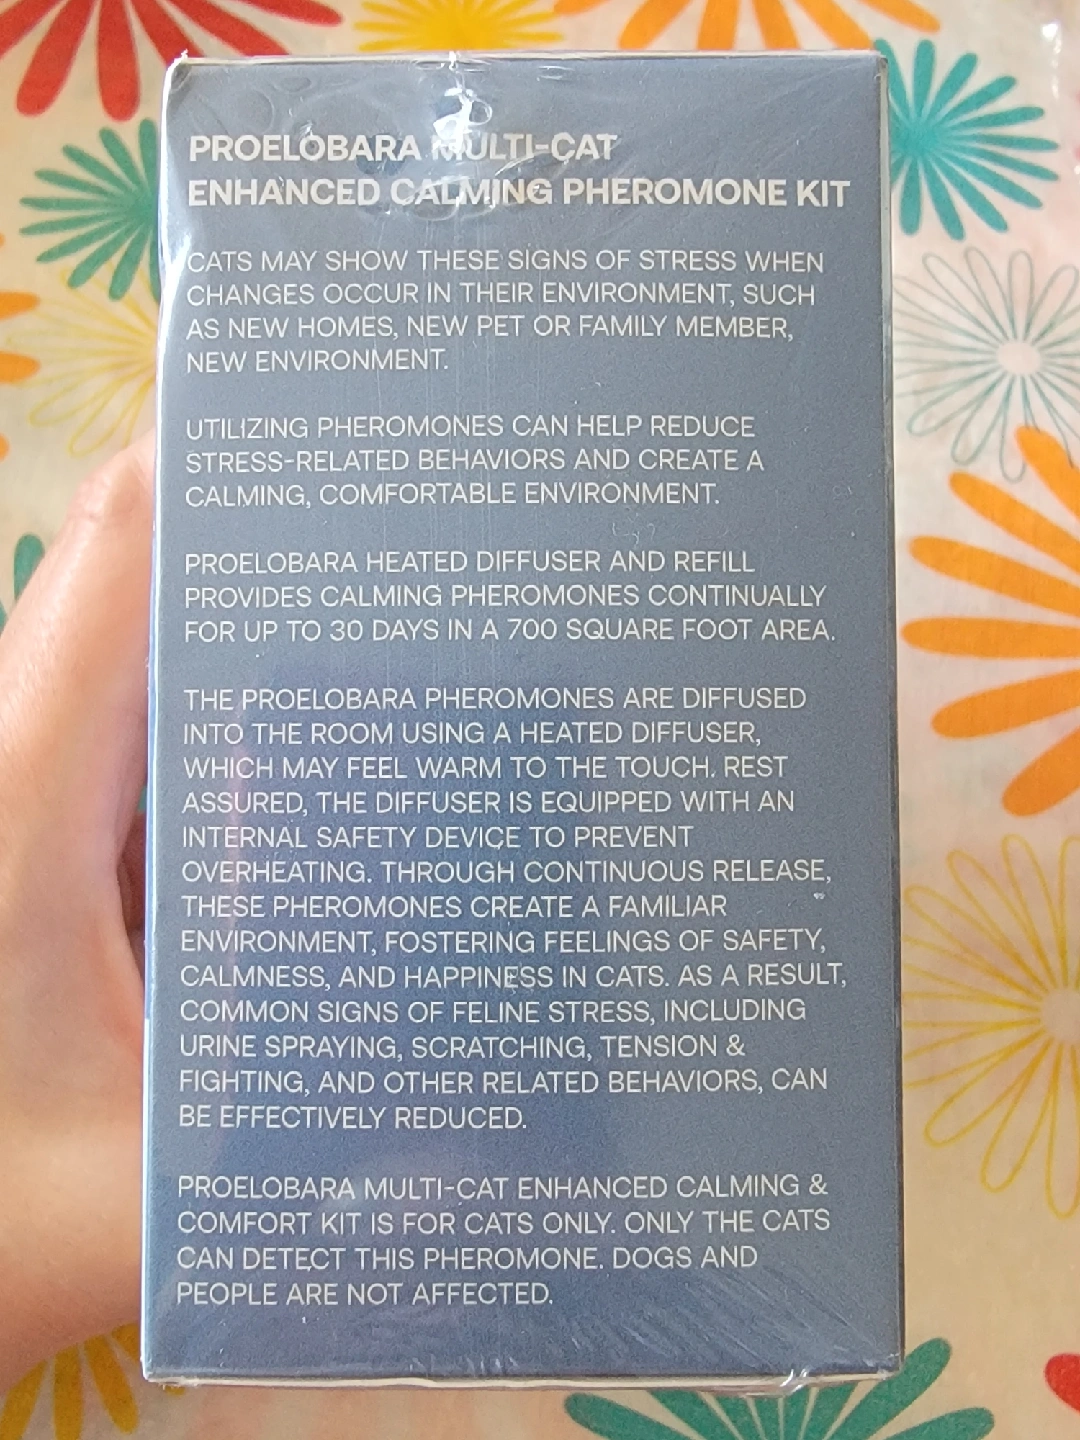 PROELOBARA MULTI-CAT
ENHANCED CALMING PHEROMONE KIT
CATS MAY SHOW THESE SIGNS OF STRESS WHEN
CHANGES OCCUR IN THEIR ENVIRONMENT, SUCH
AS NEW HOMES, NEW PET OR FAMILY MEMBER,
NEW ENVIRONMENT.
UTILIZING PHEROMONES CAN HELP REDUCE
STRESS-RELATED BEHAVIORS AND CREATE A
CALMING, COMFORTABLE ENVIRONMENT.
PROELOBARA HEATED DIFFUSER AND REFILL
PROVIDES CALMING PHEROMONES CONTINUALLY
FOR UP TO 30 DAYS IN A 700 SQUARE FOOT AREA.
THE PROELOBARA PHEROMONES ARE DIFFUSED
INTO THE ROOM USING A HEATED DIFFUSER,
WHICH MAY FEEL WARM TO THE TOUCH. REST
ASSURED, THE DIFFUSER IS EQUIPPED WITH AN
INTERNAL SAFETY DEVICE TO PREVENT
OVERHEATING. THROUGH CONTINUOUS RELEASE,
THESE PHEROMONES CREATE A FAMILIAR
ENVIRONMENT, FOSTERING FEELINGS OF SAFETY,
CALMNESS, AND HAPPINESS IN CATS. AS A RESULT,
COMMON SIGNS OF FELINE STRESS, INCLUDING
URINE SPRAYING, SCRATCHING, TENSION &
FIGHTING, AND OTHER RELATED BEHAVIORS, CAN
BE EFFECTIVELY REDUCED.
PROELOBARA MULTI-CAT ENHANCED CALMING &
COMFORT KIT IS FOR CATS ONLY. ONLY THE CATS
CAN DETECT THIS PHEROMONE. DOGS AND
PEOPLE ARE NOT AFFECTED.